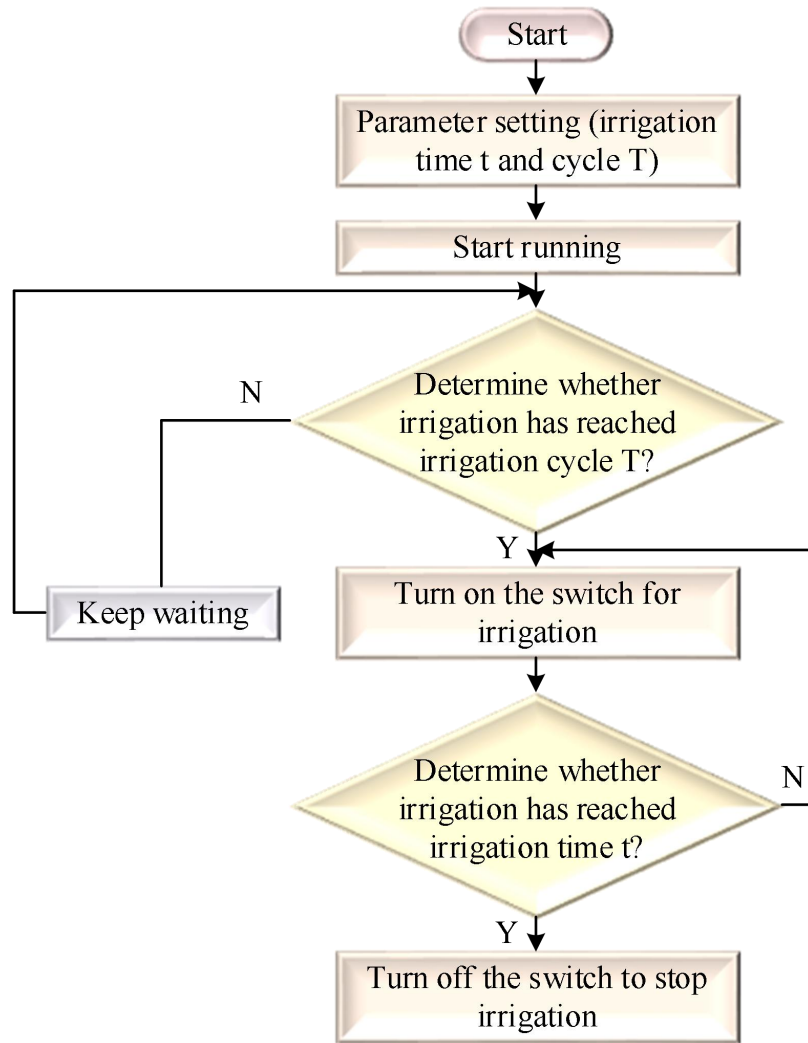 Start
Parameter setting (irrigation
time t and cycle T)
Start running
N
Determine whether
irrigation has reached
irrigation cycle T?
Y
Keep waiting
Turn on the switch for
irrigation
Determine whether
irrigation has reached
irrigation time t?
N
Y
Turn off the switch to stop
irrigation